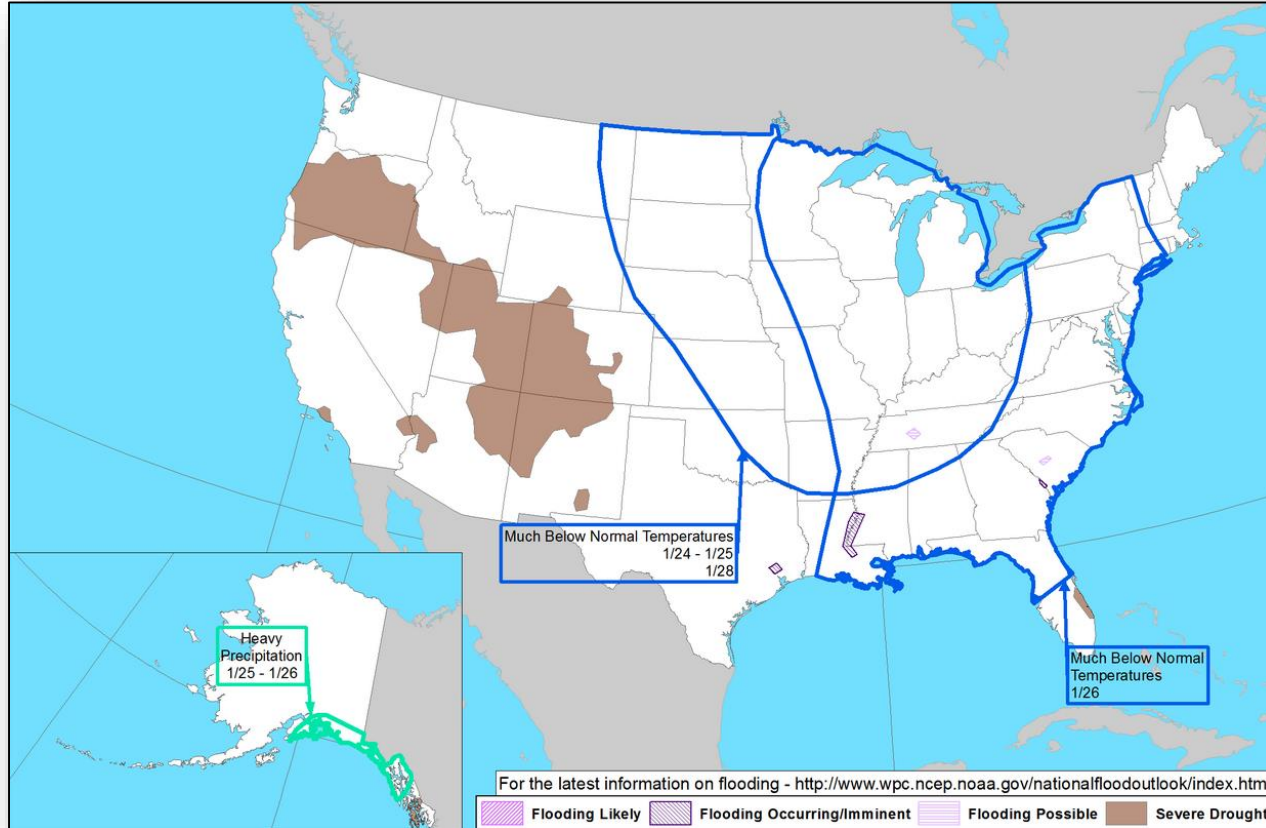 Much Below Normal Temperatures
1/24 - 1/25
1/28
Heavy
Precipitation
1/25 - 1/26
Much Below Normal
Temperatures
1/26
For the latest information on flooding - http://www.wpc.ncep.noaa.gov/nationalfloodoutlook/index.htm
Flooding Likely
Flooding Occurring/Imminent
Flooding Possible
Severe Drought